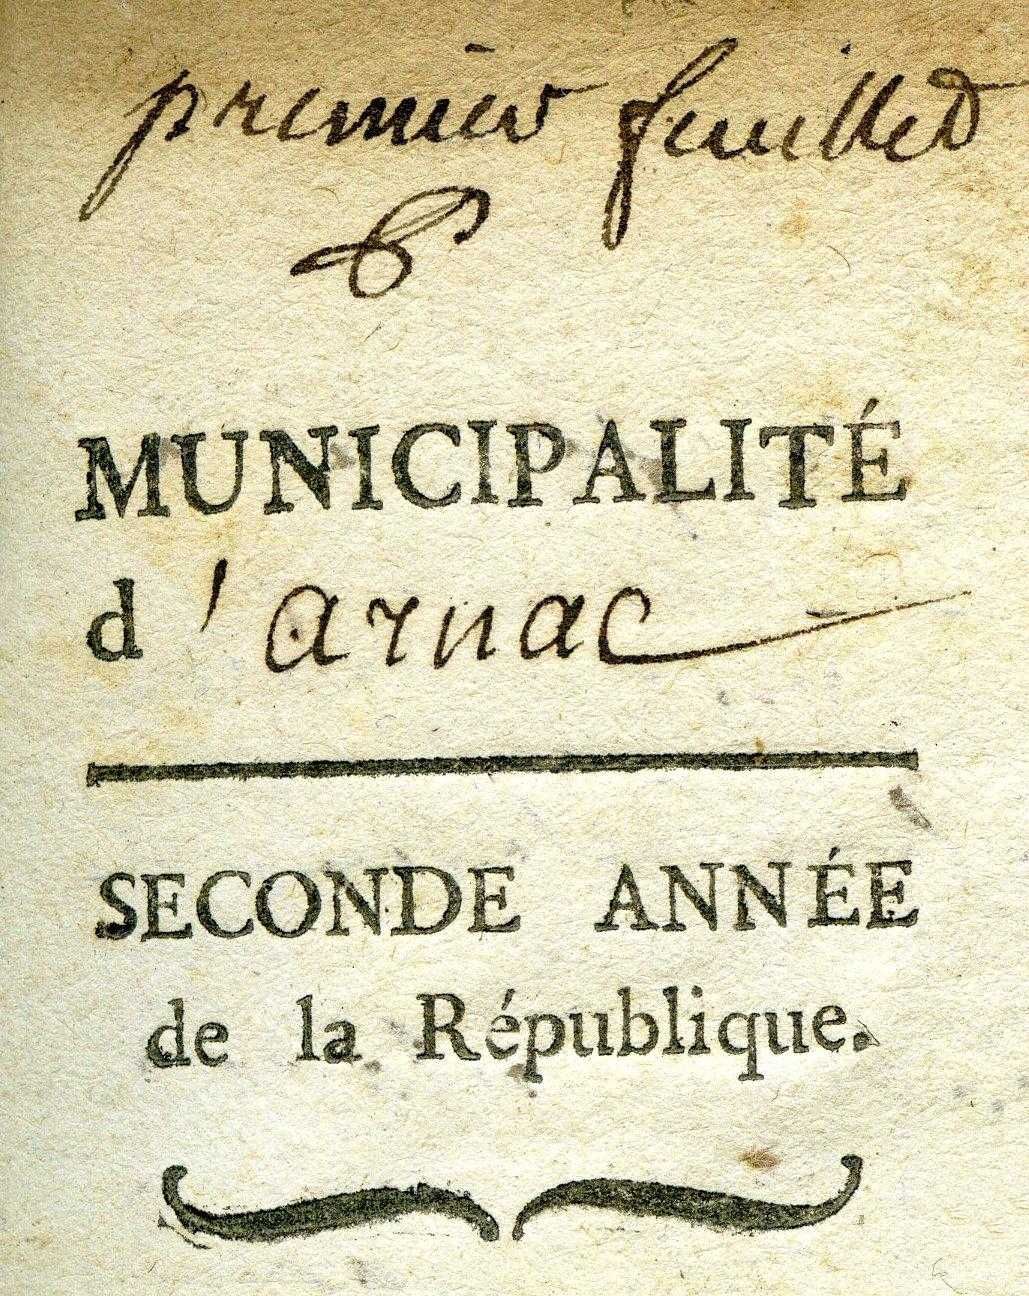 premier feuillet
MUNICIPALITÉ
d'arnac
SECONDE ANNÉE
de la République.